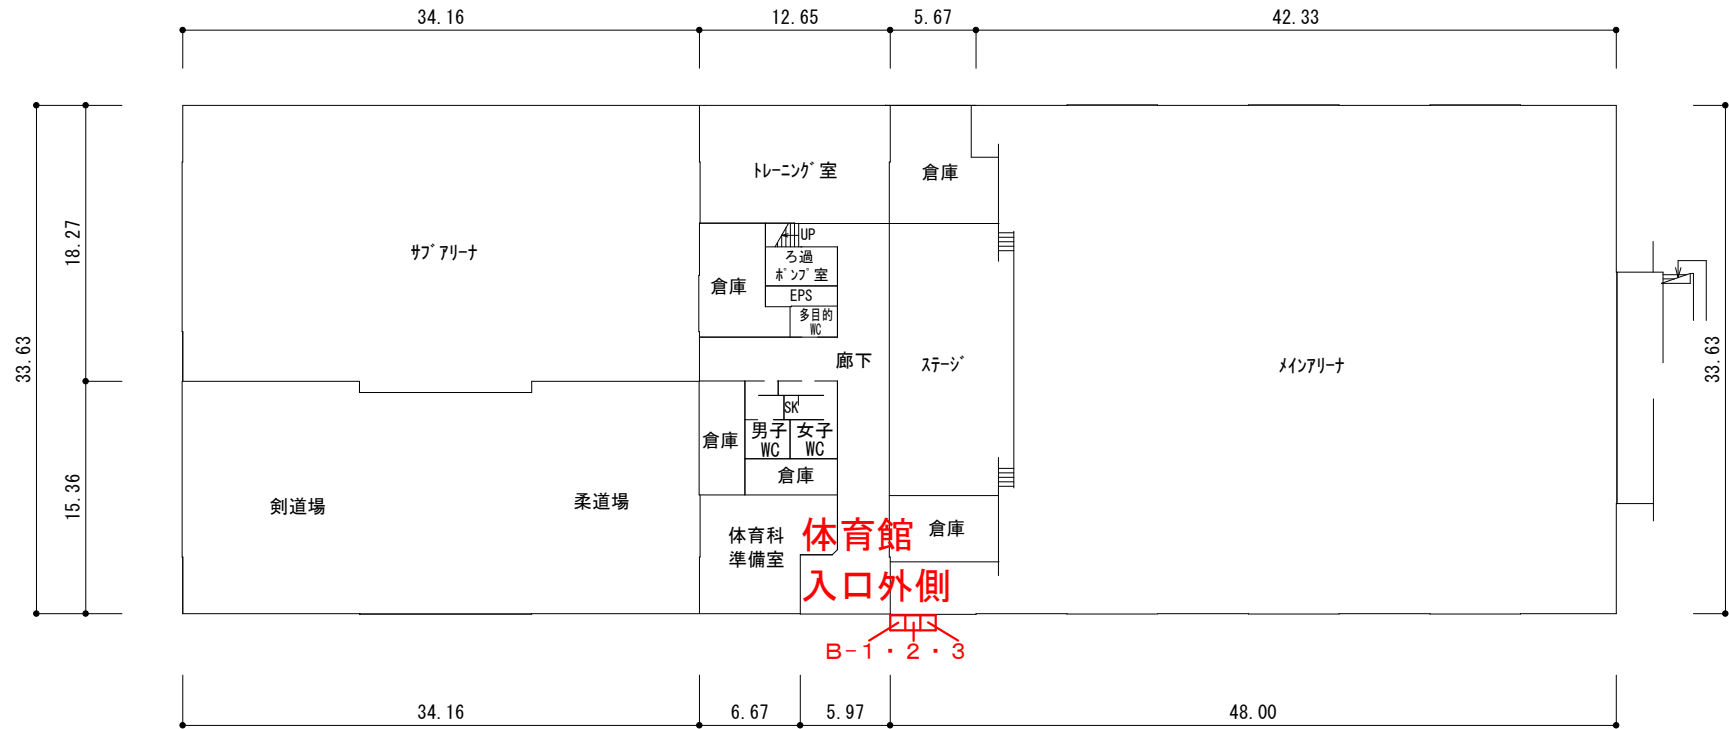 34.16
12.65
5.67
42.33
ﾄﾚｰﾆﾝｸﾞ室
倉庫
18.27
ｻﾌﾞｱﾘｰﾅ
UP
ろ過
ﾎﾟﾝﾌﾟ室
倉庫
EPS
多目的
WC
33.63
廊下
ｽﾃｰｼﾞ
ﾒｲﾝｱﾘｰﾅ
33.63
SK
倉庫
男子
WC
女子
WC
倉庫
15.36
剣道場
柔道場
体育科
準備室
体育館
入口外側
倉庫
B-1・2・3
34.16
6.67
5.97
48.00